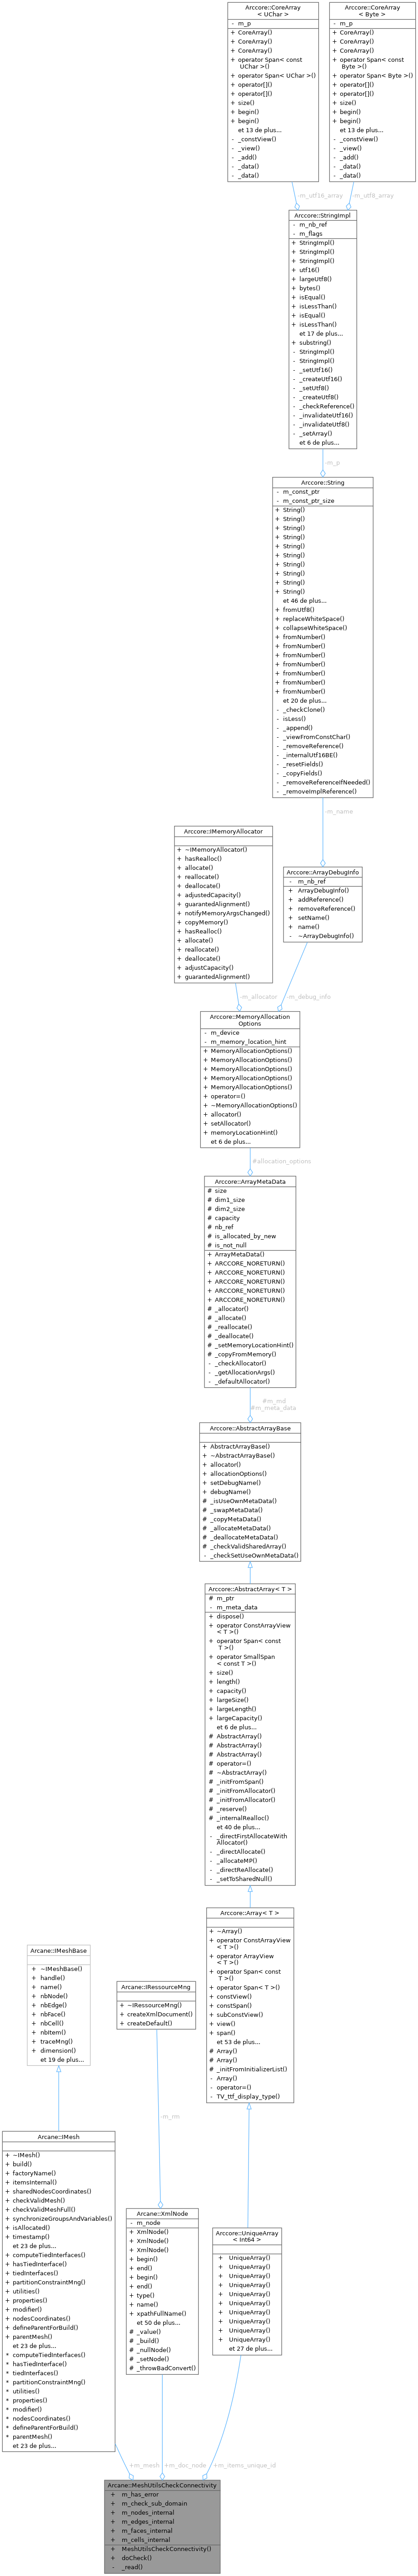 Arccore::CoreArray
< UChar >
- m_p
+ CoreArray()
+ CoreArray()
+ CoreArray()
+ operator Span< const
UChar >()
+ operator Span< UChar >()
+ operator[]()
+ operator[]()
+ size()
+ begin()
+ begin()
et 13 de plus...
- _constView()
- _view()
- _add()
- _data()
- _data()
Arccore::CoreArray
< Byte >
- m_p
+ CoreArray()
+ CoreArray()
+ CoreArray()
+ operator Span< const
Byte >()
+ operator Span< Byte >()
+ operator[]()
+ operator[]()
+ size()
+ begin()
+ begin()
et 13 de plus...
- _constView()
- _view()
- _add()
- _data()
- _data()
-m_utf16_array
-m_utf8_array
Arccore::StringImpl
- m_nb_ref
- m_flags
+ StringImpl()
+ StringImpl()
+ StringImpl()
+ utf16()
+ largeUtf8()
+ bytes()
+ isEqual()
+ isLessThan()
+ isEqual()
+ isLessThan()
et 17 de plus...
+ substring()
- StringImpl()
- StringImpl()
- _setUtf16()
- _createUtf16()
- _setUtf8()
- _createUtf8()
- _checkReference()
- _invalidateUtf16()
- _invalidateUtf8()
- _setArray()
et 6 de plus...
-m_p
Arccore::String
- m_const_ptr
- m_const_ptr_size
+ String()
+ String()
+ String()
+ String()
+ String()
+ String()
+ String()
+ String()
+ String()
+ String()
et 46 de plus...
+ fromUtf8()
+ replaceWhiteSpace()
+ collapseWhiteSpace()
+ fromNumber()
+ fromNumber()
+ fromNumber()
+ fromNumber()
+ fromNumber()
+ fromNumber()
+ fromNumber()
et 20 de plus...
- _checkClone()
- isLess()
- _append()
- _viewFromConstChar()
- _removeReference()
- _internalUtf16BE()
- _resetFields()
- _copyFields()
- _removeReferenceIfNeeded()
- _removeImplReference()
-m_name
Arccore::IMemoryAllocator
+ ~IMemoryAllocator()
+ hasRealloc()
+ allocate()
+ reallocate()
+ deallocate()
+ adjustedCapacity()
+ guarantedAlignment()
+ notifyMemoryArgsChanged()
+ copyMemory()
+ hasRealloc()
+ allocate()
+ reallocate()
+ deallocate()
+ adjustCapacity()
+ guarantedAlignment()
Arccore::ArrayDebugInfo
- m_nb_ref
+ ArrayDebugInfo()
+ addReference()
+ removeReference()
+ setName()
+ name()
- ~ArrayDebugInfo()
-m_allocator
-m_debug_info
Arccore::MemoryAllocation
Options
- m_device
- m_memory_location_hint
+ MemoryAllocationOptions()
+ MemoryAllocationOptions()
+ MemoryAllocationOptions()
+ MemoryAllocationOptions()
+ MemoryAllocationOptions()
+ operator=()
+ ~MemoryAllocationOptions()
+ allocator()
+ setAllocator()
+ memoryLocationHint()
et 6 de plus...
#allocation_options
Arccore::ArrayMetaData
# size
# dim1_size
# dim2_size
# capacity
# nb_ref
# is_allocated_by_new
# is_not_null
+ ArrayMetaData()
+ ARCCORE_NORETURN()
+ ARCCORE_NORETURN()
+ ARCCORE_NORETURN()
+ ARCCORE_NORETURN()
+ ARCCORE_NORETURN()
# _allocator()
# _allocate()
# _reallocate()
# _deallocate()
# _setMemoryLocationHint()
# _copyFromMemory()
- _checkAllocator()
- _getAllocationArgs()
- _defaultAllocator()
#m_md
#m_meta_data
Arccore::AbstractArrayBase
+ AbstractArrayBase()
+ ~AbstractArrayBase()
+ allocator()
+ allocationOptions()
+ setDebugName()
+ debugName()
# _isUseOwnMetaData()
# _swapMetaData()
# _copyMetaData()
# _allocateMetaData()
# _deallocateMetaData()
# _checkValidSharedArray()
- _checkSetUseOwnMetaData()
Arccore::AbstractArray< T >
# m_ptr
- m_meta_data
+ dispose()
+ operator ConstArrayView
< T >()
+ operator Span< const
T >()
+ operator SmallSpan
< const T >()
+ size()
+ length()
+ capacity()
+ largeSize()
+ largeLength()
+ largeCapacity()
et 6 de plus...
# AbstractArray()
# AbstractArray()
# AbstractArray()
# operator=()
# ~AbstractArray()
# _initFromSpan()
# _initFromAllocator()
# _initFromAllocator()
# _reserve()
# _internalRealloc()
et 40 de plus...
- _directFirstAllocateWith
Allocator()
- _directAllocate()
- _allocateMP()
- _directReAllocate()
- _setToSharedNull()
Arccore::Array< T >
+ ~Array()
+ operator ConstArrayView
< T >()
+ operator ArrayView
< T >()
+ operator Span< const
T >()
+ operator Span< T >()
+ constView()
+ constSpan()
+ subConstView()
+ view()
+ span()
et 53 de plus...
# Array()
# Array()
# _initFromInitializerList()
- Array()
- operator=()
- TV_ttf_display_type()
Arcane::IMeshBase
+ ~IMeshBase()
+ handle()
+ name()
+ nbNode()
+ nbEdge()
+ nbFace()
+ nbCell()
+ nbItem()
+ traceMng()
+ dimension()
et 19 de plus...
Arcane::IRessourceMng
+ ~IRessourceMng()
+ createXmlDocument()
+ createDefault()
-m_rm
Arcane::IMesh
+ ~IMesh()
+ build()
+ factoryName()
+ itemsInternal()
+ sharedNodesCoordinates()
+ checkValidMesh()
+ checkValidMeshFull()
+ synchronizeGroupsAndVariables()
+ isAllocated()
+ timestamp()
et 23 de plus...
+ computeTiedInterfaces()
+ hasTiedInterface()
+ tiedInterfaces()
+ partitionConstraintMng()
+ utilities()
+ properties()
+ modifier()
+ nodesCoordinates()
+ defineParentForBuild()
+ parentMesh()
et 23 de plus...
* computeTiedInterfaces()
* hasTiedInterface()
* tiedInterfaces()
* partitionConstraintMng()
* utilities()
* properties()
* modifier()
* nodesCoordinates()
* defineParentForBuild()
* parentMesh()
et 23 de plus...
Arcane::XmlNode
- m_node
+ XmlNode()
+ XmlNode()
+ XmlNode()
+ begin()
+ end()
+ begin()
+ end()
+ type()
+ name()
+ xpathFullName()
et 50 de plus...
# _value()
# _build()
# _nullNode()
# _setNode()
# _throwBadConvert()
Arccore::UniqueArray
< Int64 >
+ UniqueArray()
+ UniqueArray()
+ UniqueArray()
+ UniqueArray()
+ UniqueArray()
+ UniqueArray()
+ UniqueArray()
+ UniqueArray()
+ UniqueArray()
+ UniqueArray()
et 27 de plus...
+m_mesh
+m_doc_node
+m_items_unique_id
Arcane::MeshUtilsCheckConnectivity
+ m_has_error
+ m_check_sub_domain
+ m_nodes_internal
+ m_edges_internal
+ m_faces_internal
+ m_cells_internal
+ MeshUtilsCheckConnectivity()
+ doCheck()
- _read()